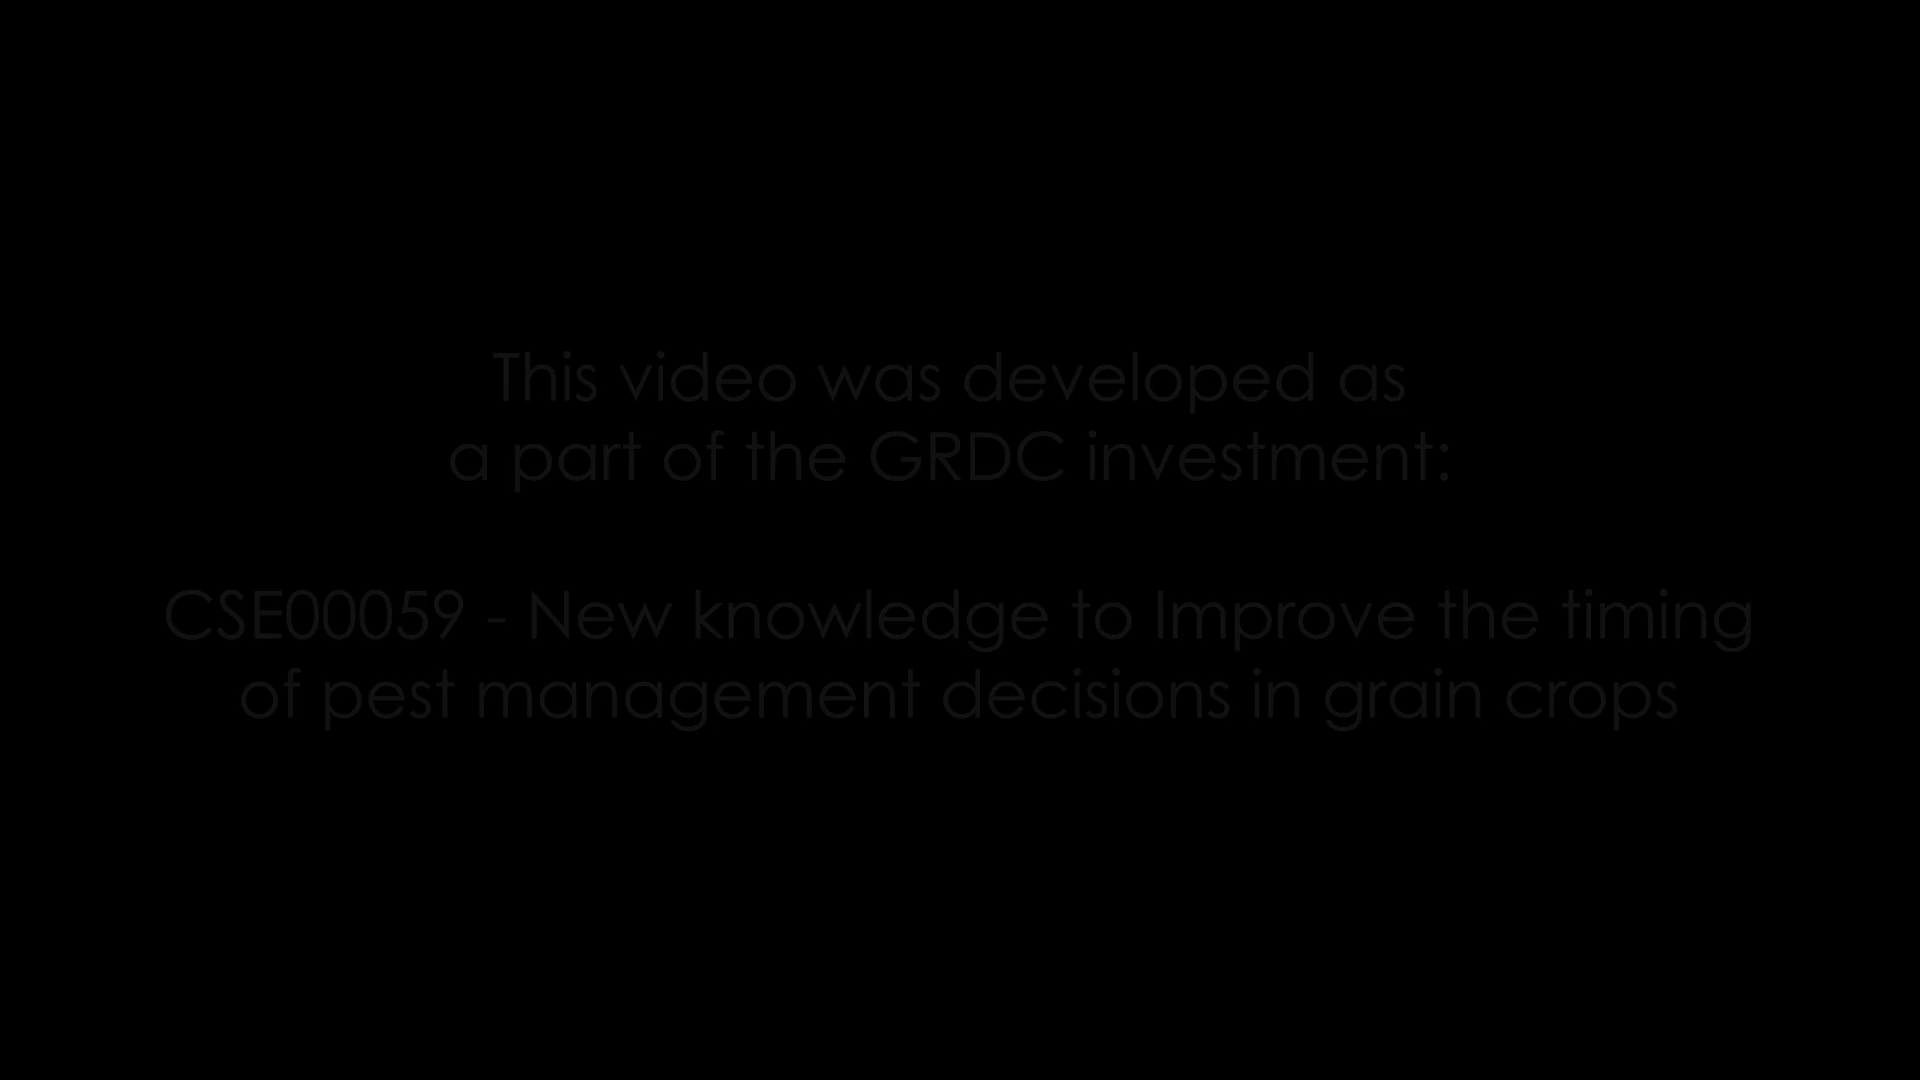 This video was developed as
a part of the GRDC investment:
CSE00059 - New knowledge to Improve the timing
of pest management decisions in grain crops